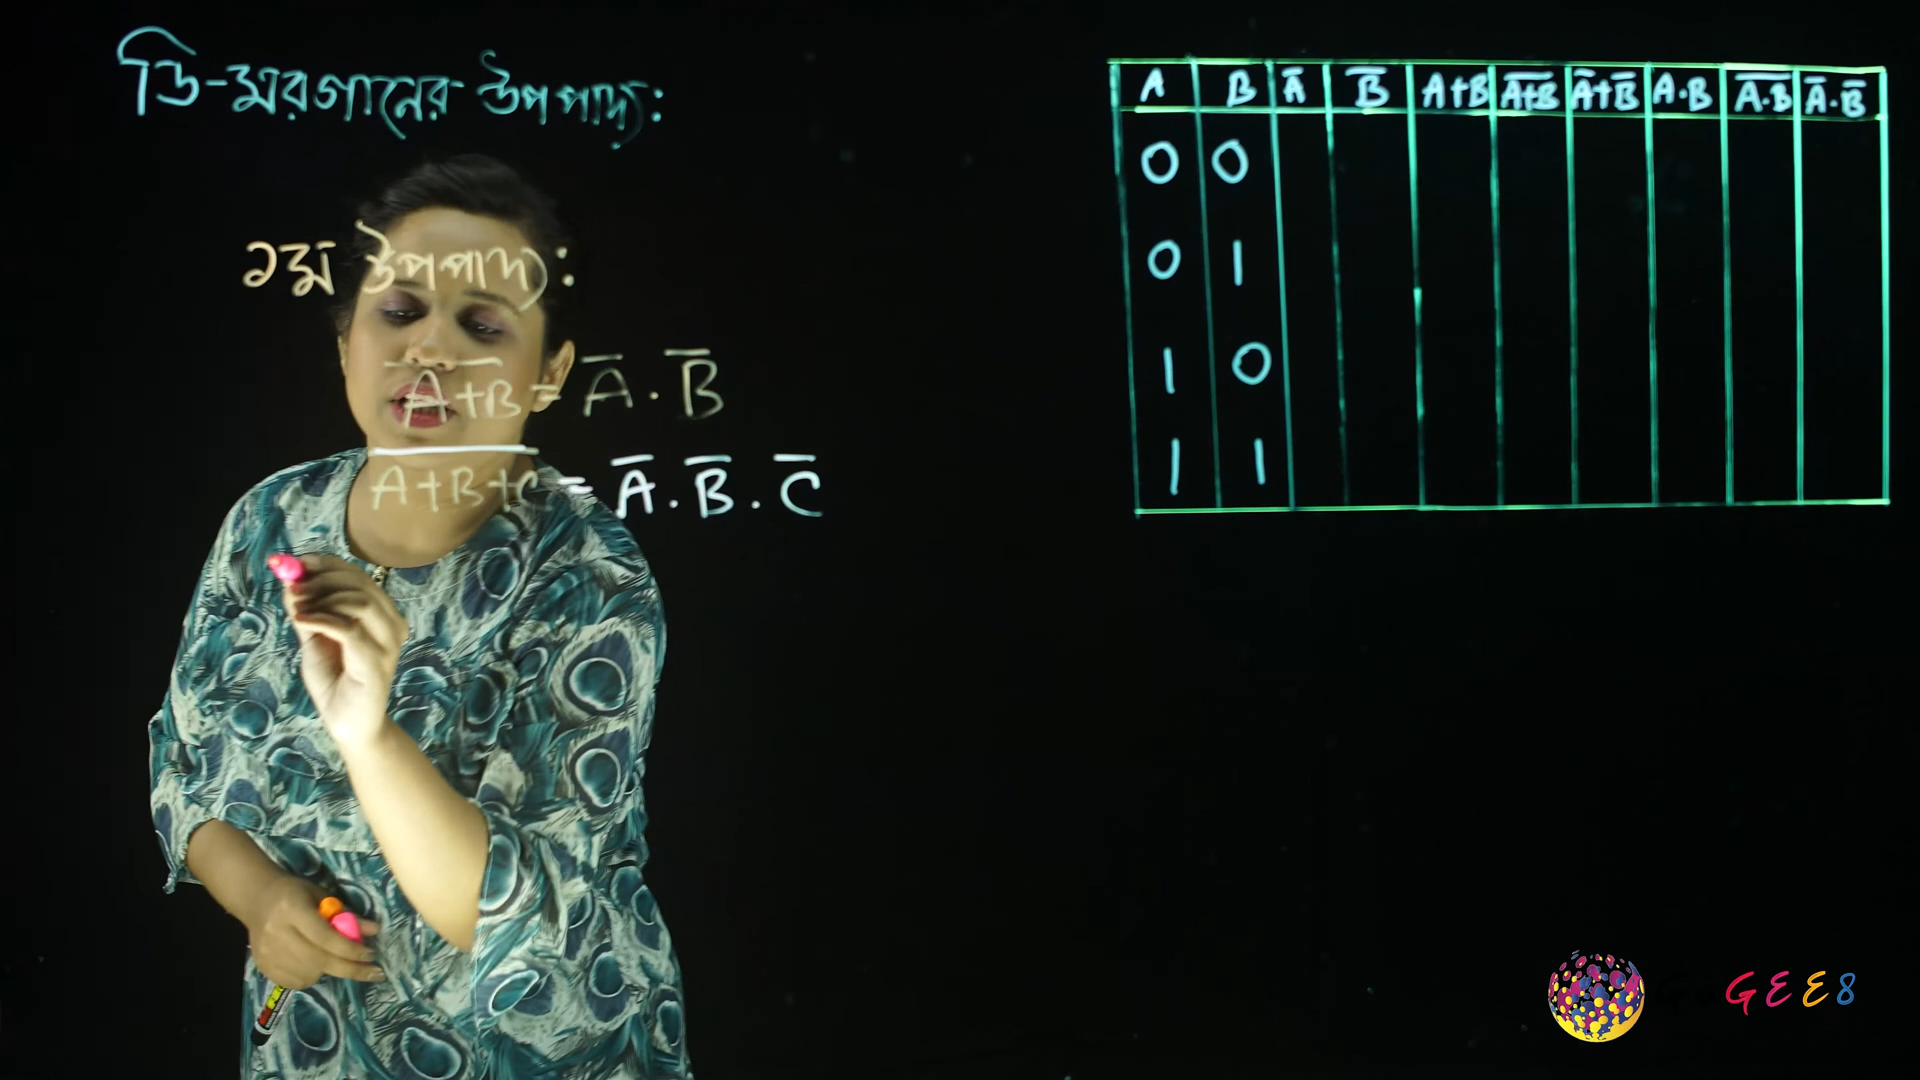 ডি-মরগানের উপপাদ্য:
১ম উপপাদ্য:
A̅+̅B̅ = A̅ . B̅
A̅+̅B̅+̅C̅ = A̅ . B̅ . C̅
A B A̅ B̅ A+B A̅+̅B̅ A̅+B̅ A.B A̅.̅B̅ A̅.B̅
0 0
0 1
1 0
1 1
GEE8